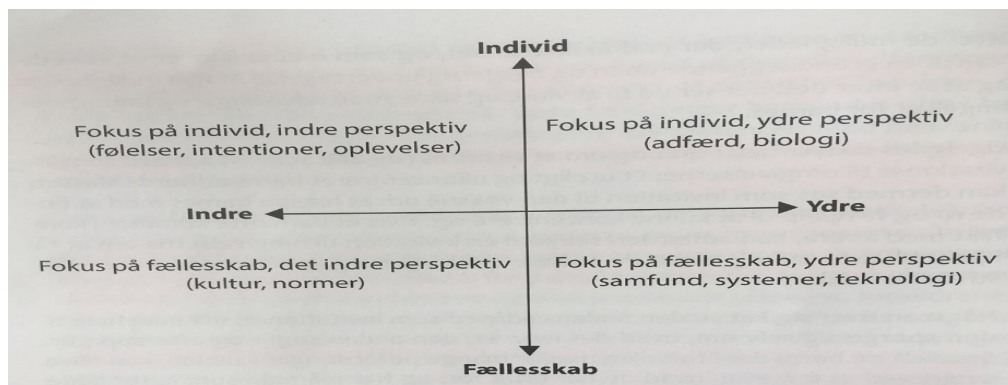 Individ
Fokus på individ, indre perspektiv
(følelser, intentioner, oplevelser)
Fokus på individ, ydre perspektiv
(adfærd, biologi)
Indre
Ydre
Fokus på fællesskab, det indre perspektiv
(kultur, normer)
Fokus på fællesskab, ydre perspektiv
(samfund, systemer, teknologi)
Fællesskab